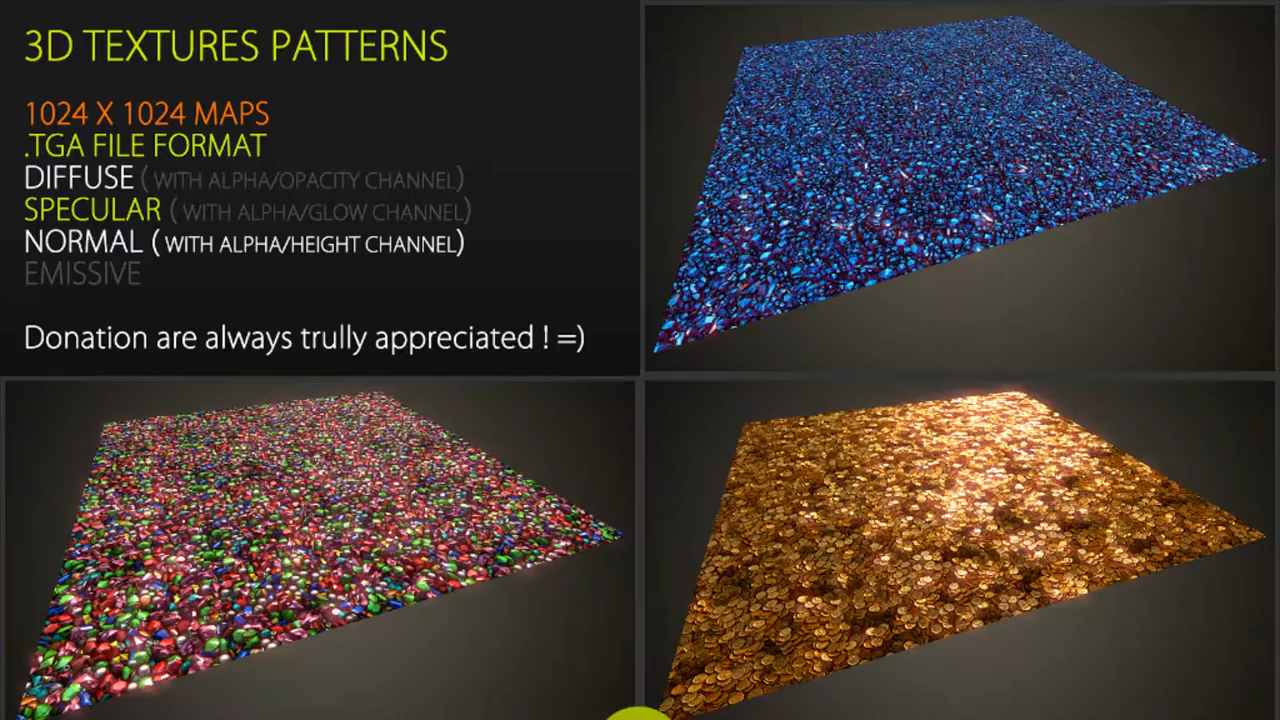 3D TEXTURES PATTERNS
1024 X 1024 MAPS
.TGA FILE FORMAT
DIFFUSE ( WITH ALPHA/OPACITY CHANNEL)
SPECULAR ( WITH ALPHA/GLOW CHANNEL)
NORMAL ( WITH ALPHA/HEIGHT CHANNEL)
EMISSIVE
Donation are always trully appreciated ! =)